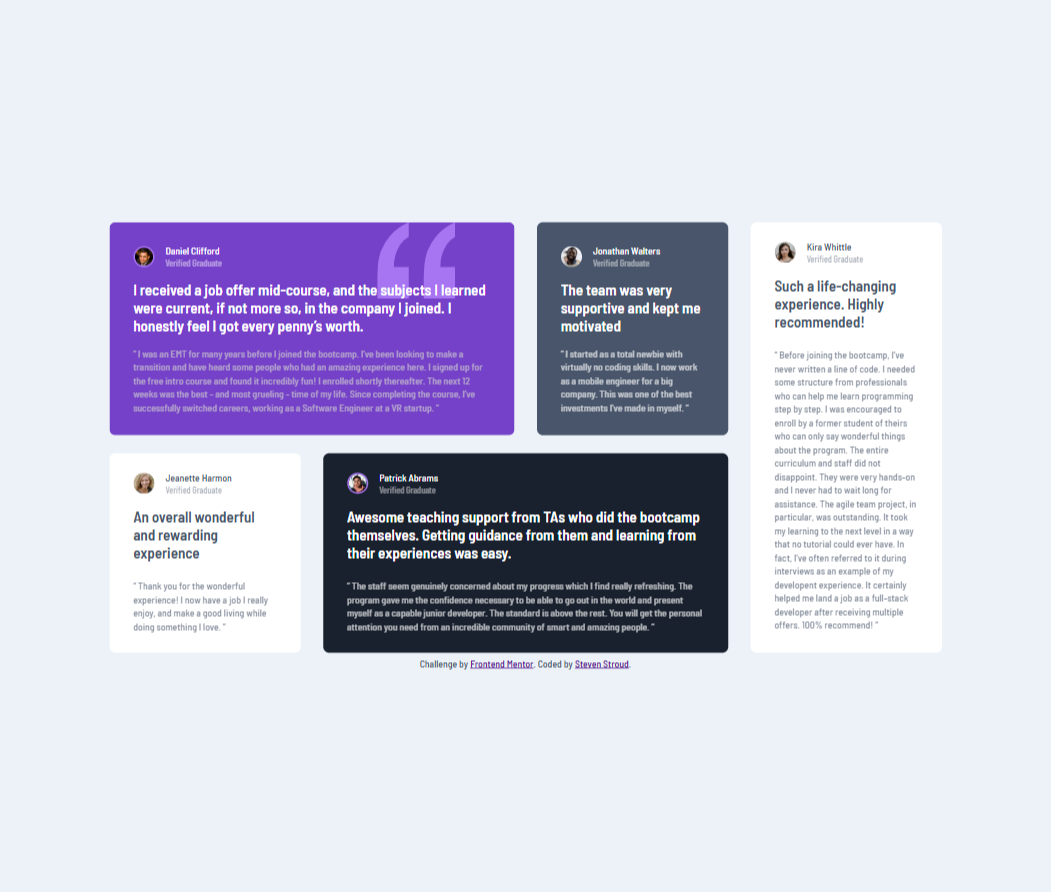 Daniel Clifford
Verified Graduate
I received a job offer mid-course, and the subjects I learned
were current, if not more so, in the company I joined. I
honestly feel I got every penny’s worth.
“ I was an EMT for many years before I joined the bootcamp. I’ve been looking to make a
transition and have heard some people who had an amazing experience here. I signed up for
the free intro course and found it incredibly fun! I enrolled shortly thereafter. The next 12
weeks was the best - and most grueling - time of my life. Since completing the course, I’ve
successfully switched careers, working as a Software Engineer at a VR startup. ”
Jonathan Walters
Verified Graduate
The team was very
supportive and kept me
motivated
“ I started as a total newbie with
virtually no coding skills. I now work
as a mobile engineer for a big
company. This was one of the best
investments I’ve made in myself. ”
Kira Whittle
Verified Graduate
Such a life-changing
experience. Highly
recommended!
“ Before joining the bootcamp, I’ve
never written a line of code. I needed
some structure from professionals
who can help me learn programming
step by step. I was encouraged to
enroll by a former student of theirs
who can only say wonderful things
about the program. The entire
curriculum and staff did not
disappoint. They were very hands-on
and I never had to wait long for
assistance. The agile team project, in
particular, was outstanding. It took
my learning to the next level in a way
that no tutorial could ever have. In
fact, I’ve often referred to it during
interviews as an example of my
developent experience. It certainly
helped me land a job as a full-stack
developer after receiving multiple
offers. 100% recommend! ”
Jeanette Harmon
Verified Graduate
An overall wonderful
and rewarding
experience
“ Thank you for the wonderful
experience! I now have a job I really
enjoy, and make a good living while
doing something I love. ”
Patrick Abrams
Verified Graduate
Awesome teaching support from TAs who did the bootcamp
themselves. Getting guidance from them and learning from
their experiences was easy.
“ The staff seem genuinely concerned about my progress which I find really refreshing. The
program gave me the confidence necessary to be able to go out in the world and present
myself as a capable junior developer. The standard is above the rest. You will get the personal
attention you need from an incredible community of smart and amazing people. ”
Challenge by Frontend Mentor. Coded by Steven Stroud.